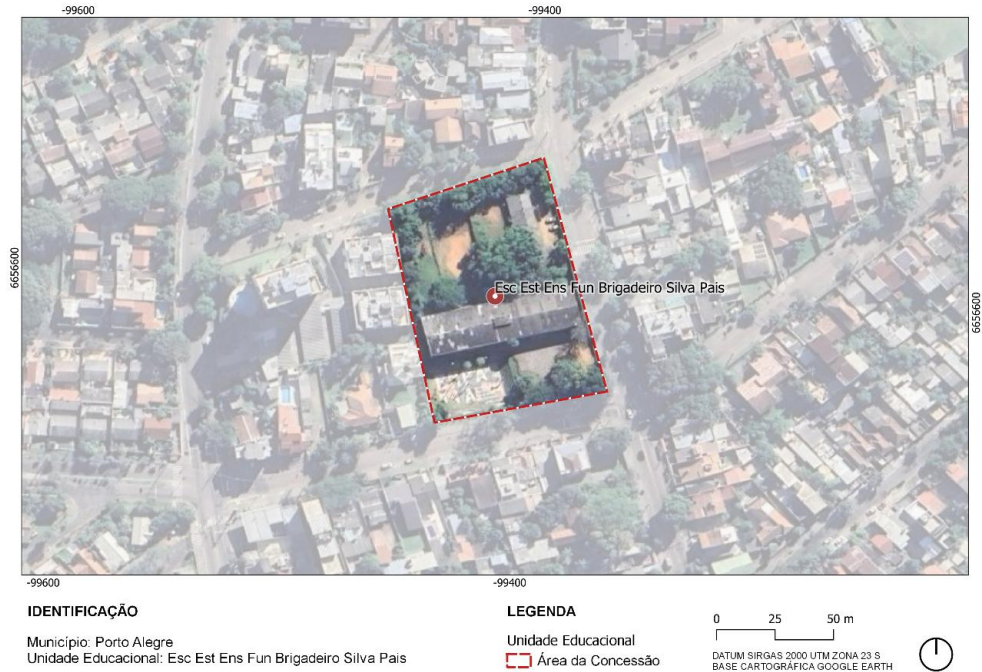 -99600
-99400
6656600
Esc Est Ens Fun Brigadeiro Silva Pais
6656600
-99600
-99400
IDENTIFICAÇÃO
Município: Porto Alegre
Unidade Educacional: Esc Est Ens Fun Brigadeiro Silva Pais
LEGENDA
Unidade Educacional
Área da Concessão
0 25 50 m
DATUM SIRGAS 2000 UTM ZONA 23 S
BASE CARTOGRÁFICA GOOGLE EARTH